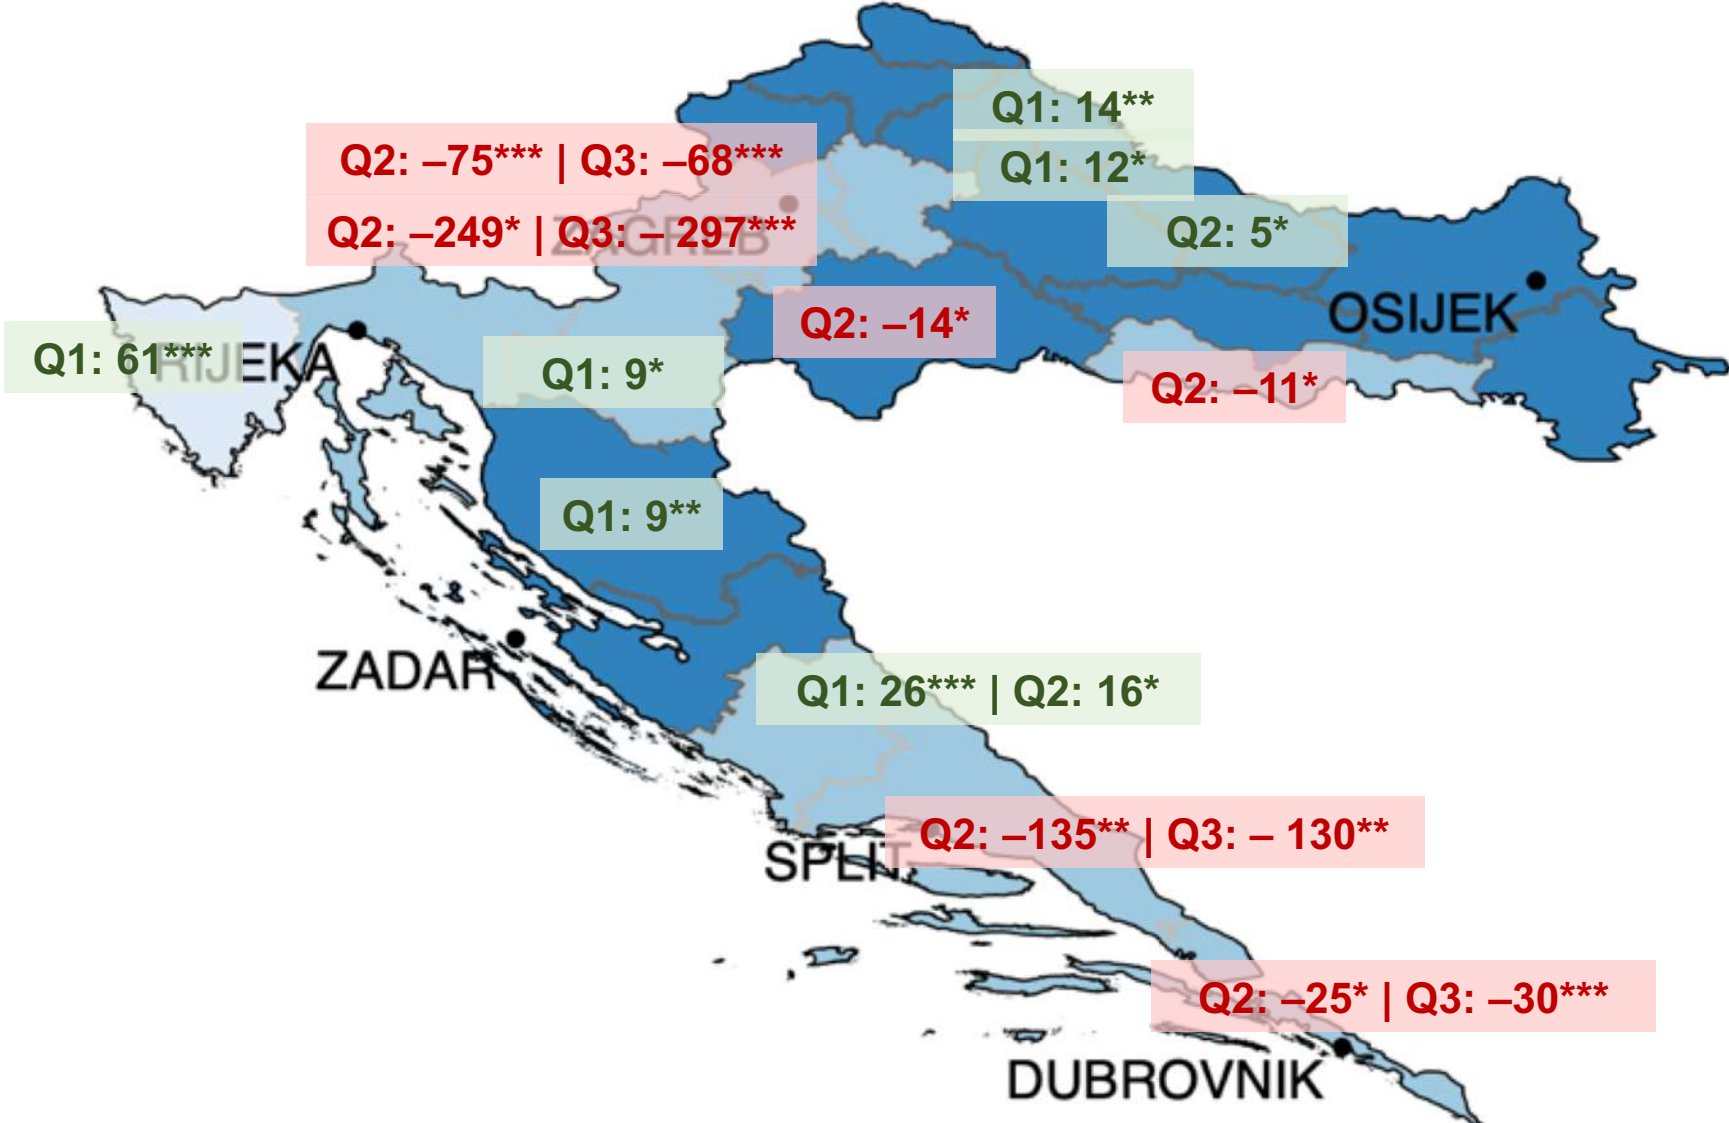 Q1: 14**
Q2: –75*** | Q3: –68***
Q1: 12*
Q2: –249* | Q3: – 297***
ZAGREB
Q2: 5*
OSIJEK
Q2: –14*
Q1: 61***
RIJEKA
Q1: 9*
Q2: –11*
Q1: 9**
ZADAR
Q1: 26*** | Q2: 16*
Q2: –135** | Q3: – 130**
SPLIT
Q2: –25* | Q3: –30***
DUBROVNIK